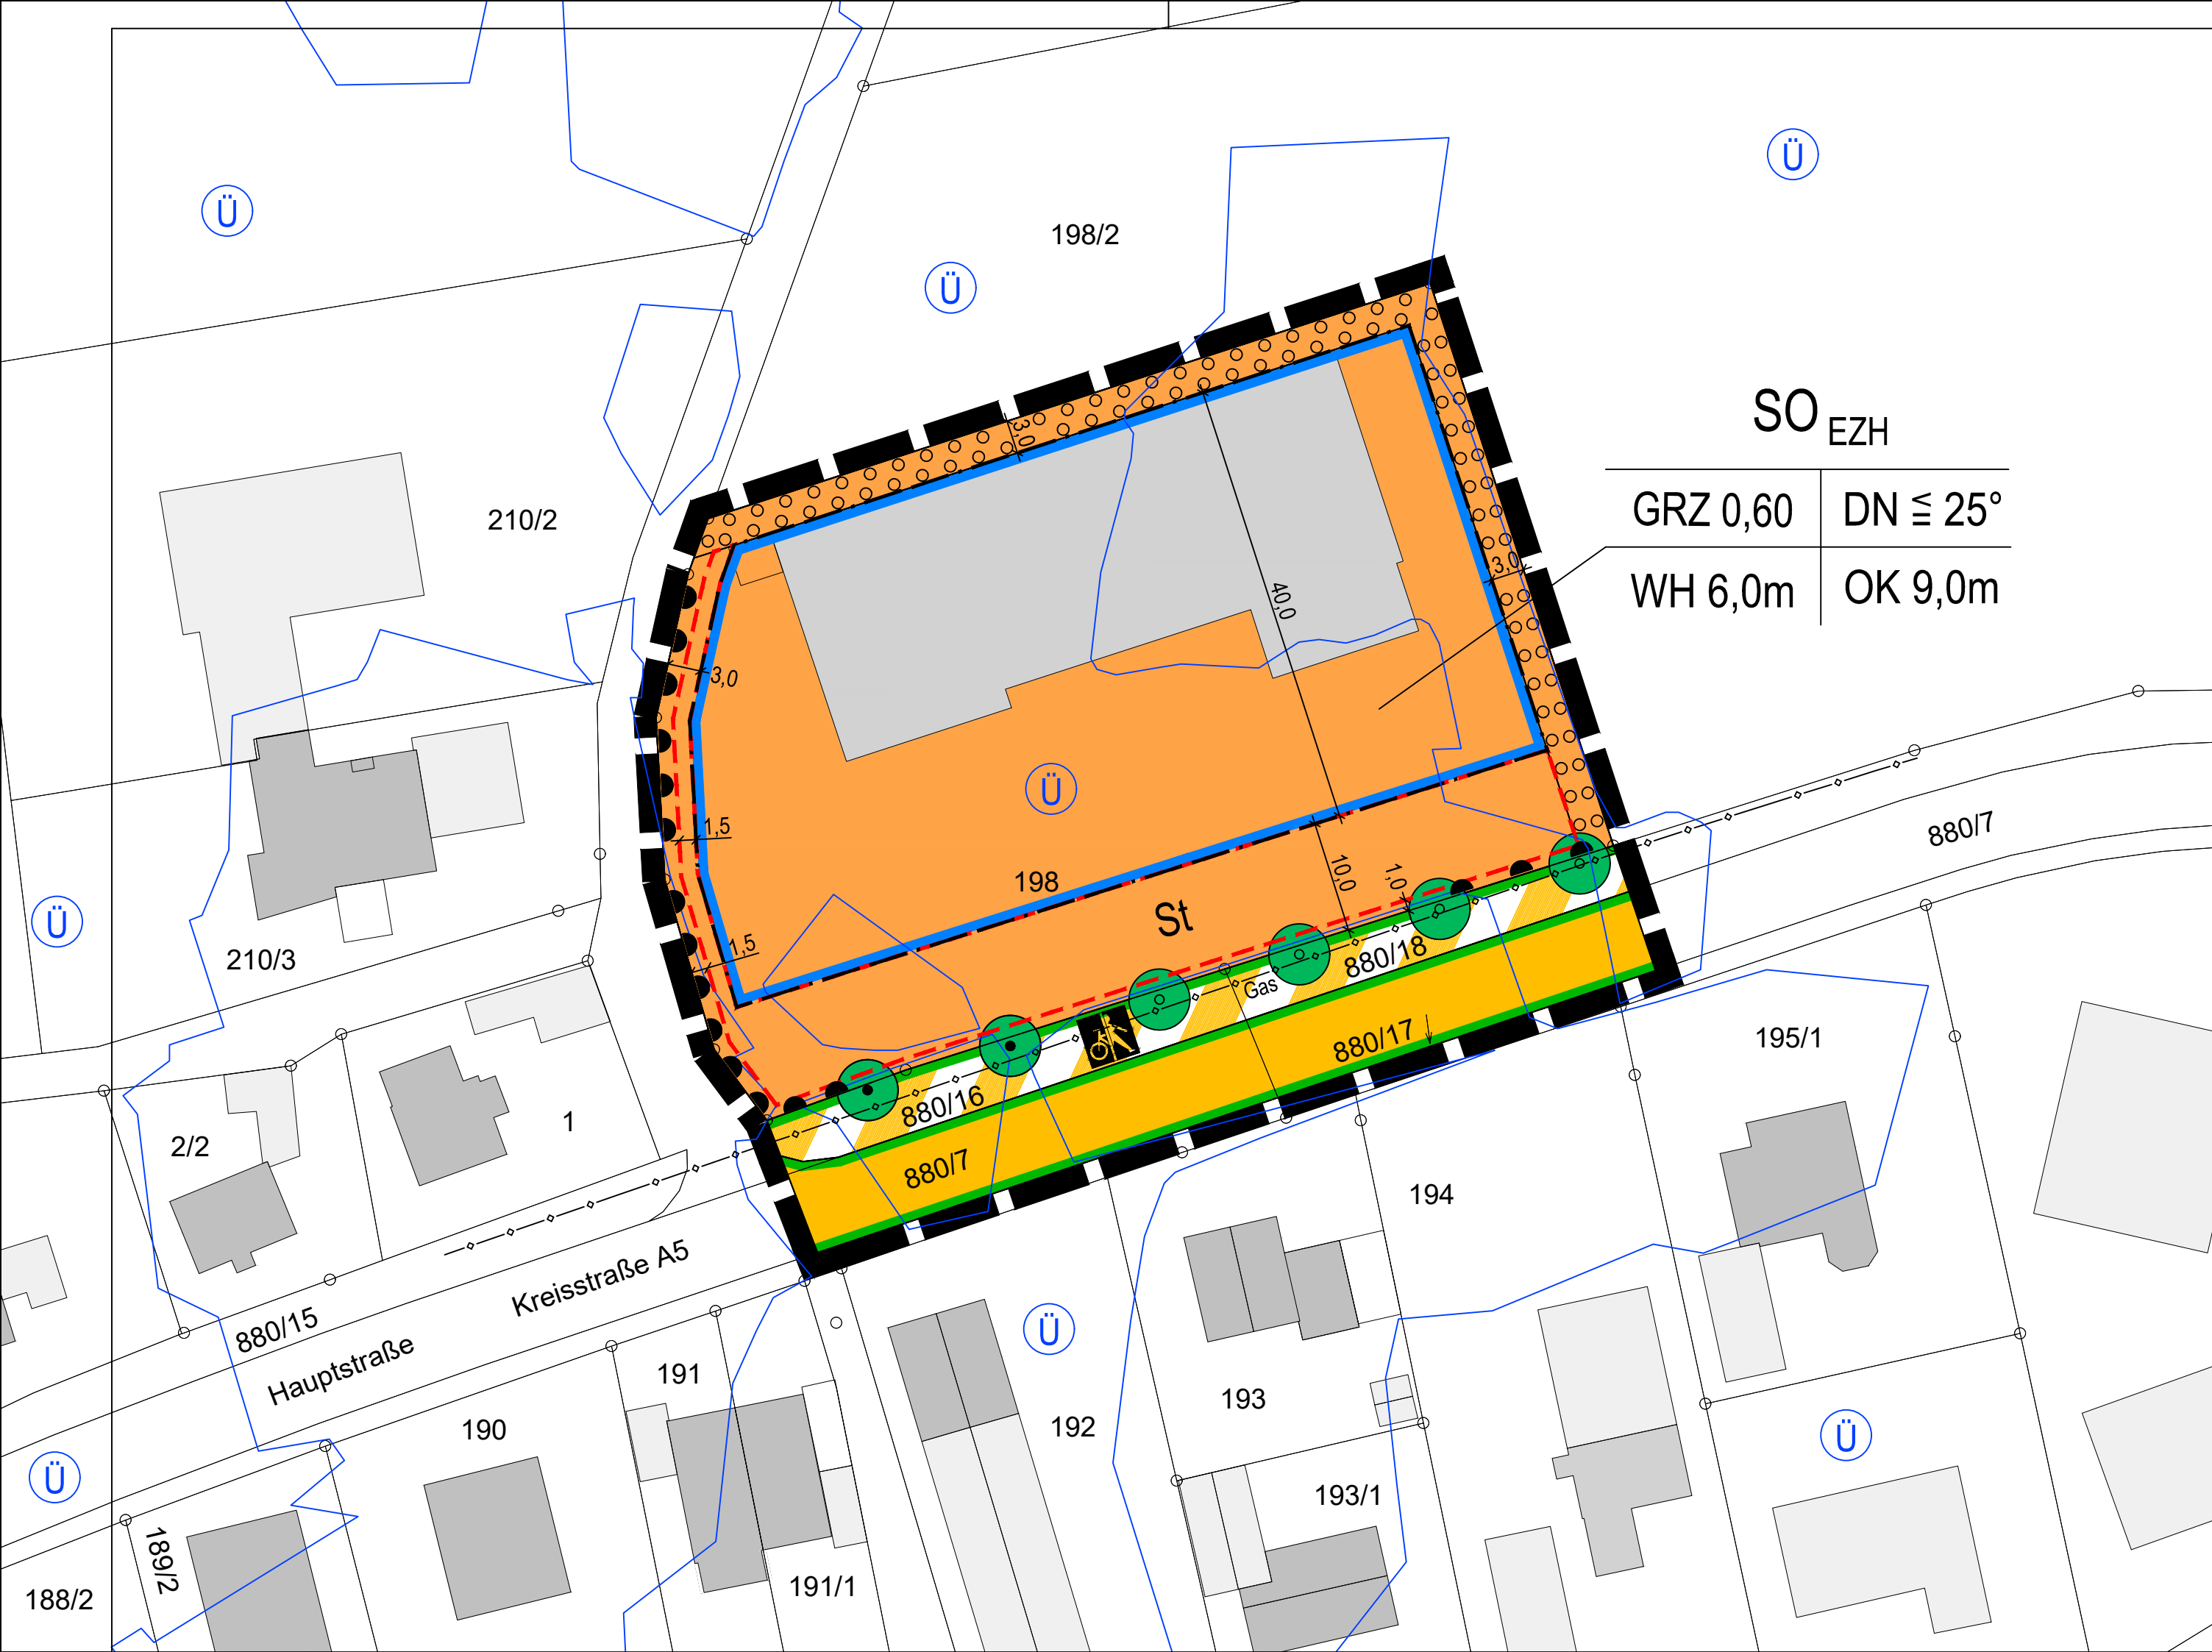 Ü
198/2
Ü
Ü
SO EZH
GRZ 0,60
DN ≦ 25°
WH 6,0m
OK 9,0m
3,0
210/2
3,0
40,0
3,0
Ü
1,5
880/7
198
10,0
1,0
St
Ü
1,5
210/3
880/18
Gas
880/17
195/1
880/16
1
2/2
880/7
194
Kreisstraße A5
880/15
Hauptstraße
Ü
191
193
190
192
Ü
Ü
193/1
189/2
191/1
188/2